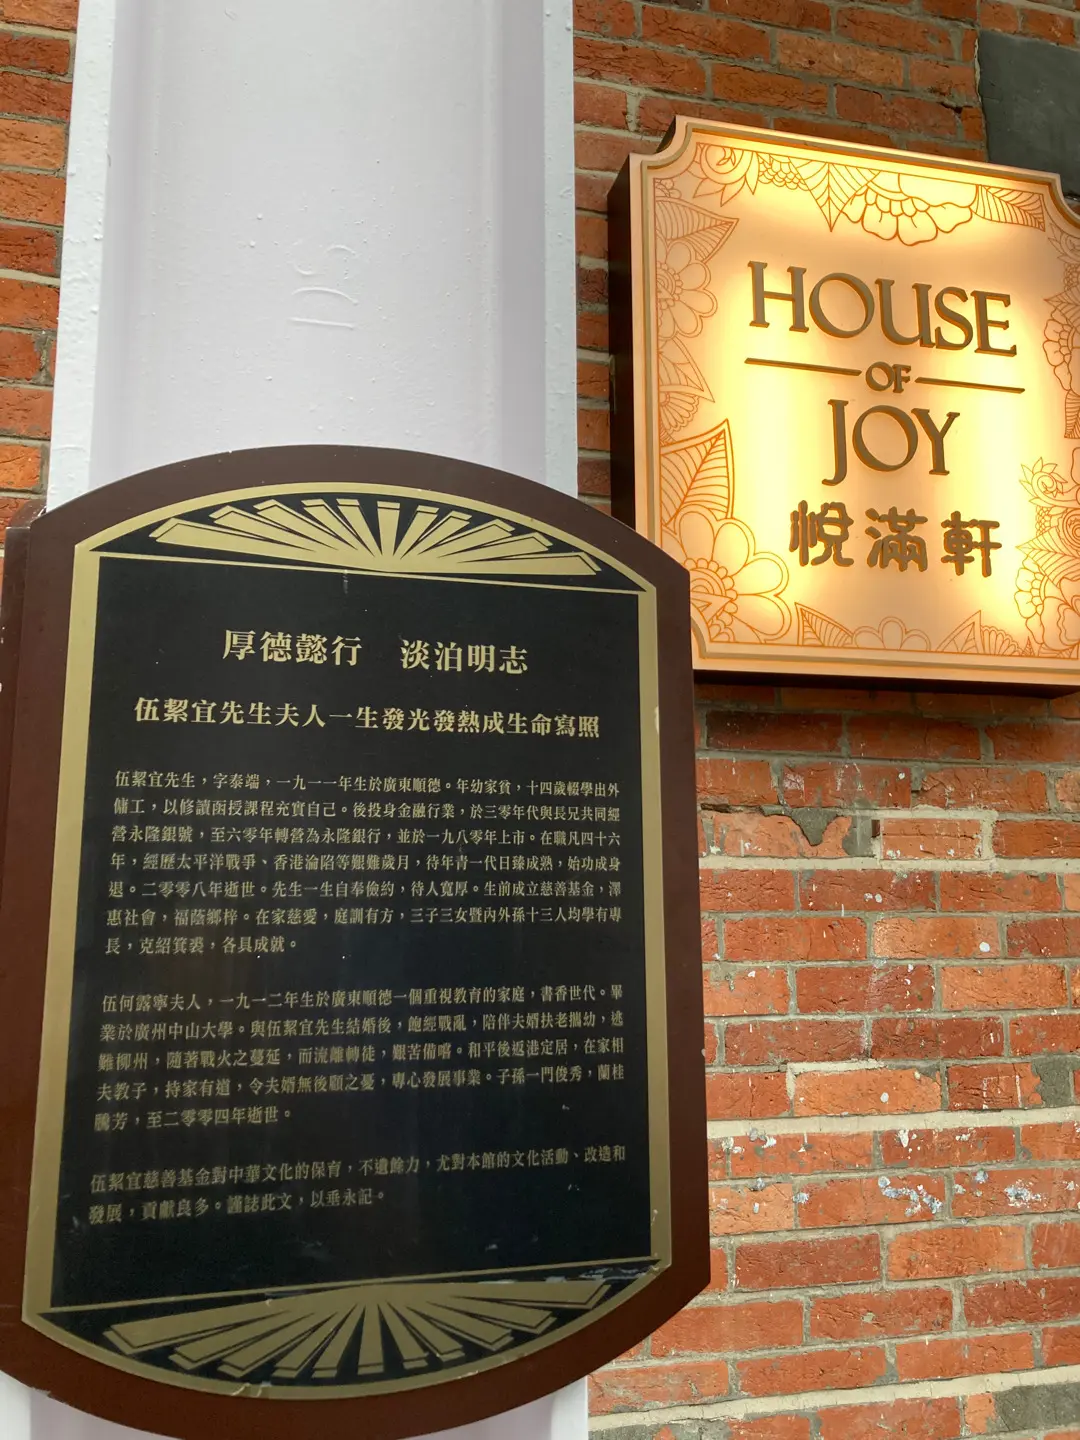 HOUSE
OF
JOY
悅滿軒
厚德懿行　淡泊明志
伍絜宜先生夫人一生發光發熱成生命寫照
伍絜宜先生，字泰端，一九一一年生於廣東順德。年幼家貧，十四歲輟學出外
傭工，以修讀函授課程充實自己。後投身金融行業，於三零年代與長兄共同經
營永隆銀號，至六零年轉營為永隆銀行，並於一九八零年上市。在職凡四十六
年，經歷太平洋戰爭、香港淪陷等艱難歲月，待年青一代日臻成熟，始功成身
退。二零零八年逝世。先生一生自奉儉約，待人寬厚。生前成立慈善基金，澤
惠社會，福蔭鄉梓。在家慈愛，庭訓有方，三子三女暨內外孫十三人均學有專
長，克紹箕裘，各具成就。
伍何露寧夫人，一九一二年生於廣東順德一個重視教育的家庭，書香世代。畢
業於廣州中山大學。與伍絜宜先生結婚後，飽經戰亂，陪伴夫婿扶老攜幼，逃
難柳州，隨著戰火之蔓延，而流離轉徒，艱苦備嚐。和平後返港定居，在家相
夫教子，持家有道，令夫婿無後顧之憂，專心發展事業。子孫一門俊秀，蘭桂
騰芳，至二零零四年逝世。
伍絜宜慈善基金對中華文化的保育，不遺餘力，尤對本館的文化活動、改造和
發展，貢獻良多。謹誌此文，以垂永記。